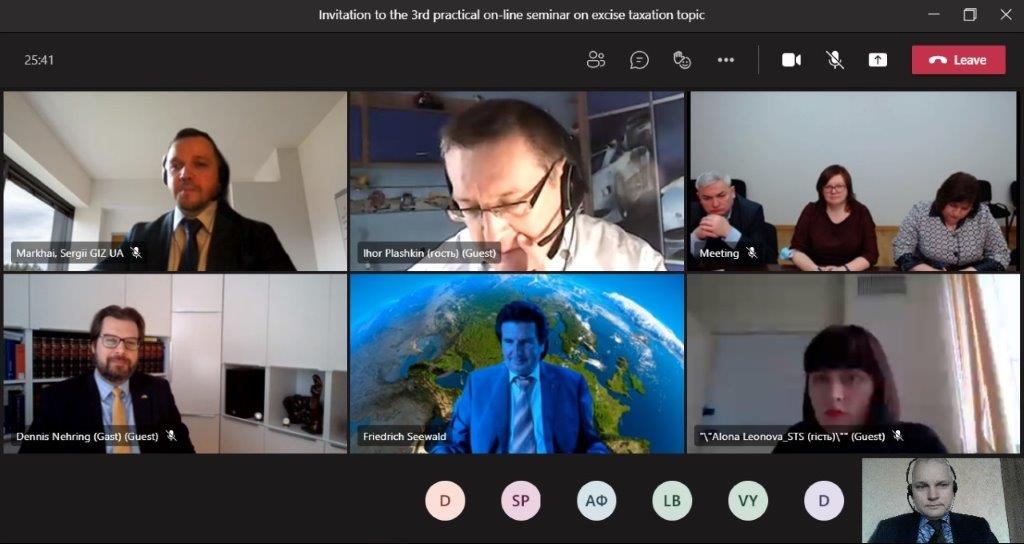 Invitation to the 3rd practical on-line seminar on excise taxation topic
25:41
Leave
Markhai, Sergii GIZ UA
Ihor Plashkin (гость) (Guest)
Meeting
Dennis Nehring (Gast) (Guest)
Friedrich Seewald
"\"Alona Leonova_STS (гість)\"" (Guest)
D
SP
АФ
LB
VY
D